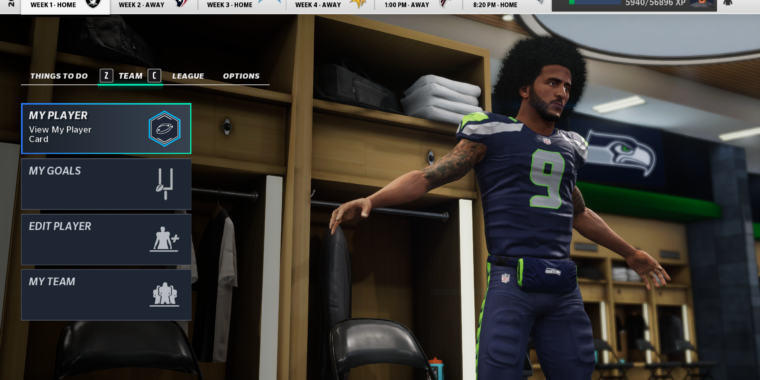 WEEK 1 - HOME
WEEK 2 - AWAY
WEEK 3 - HOME
WEEK 4 - AWAY
1:00 PM - AWAY
8:20 PM - HOME
5940/56896 XP
THINGS TO DO
Z
TEAM
C
LEAGUE
OPTIONS
MY PLAYER
View My Player
Card
MY GOALS
EDIT PLAYER
MY TEAM
9